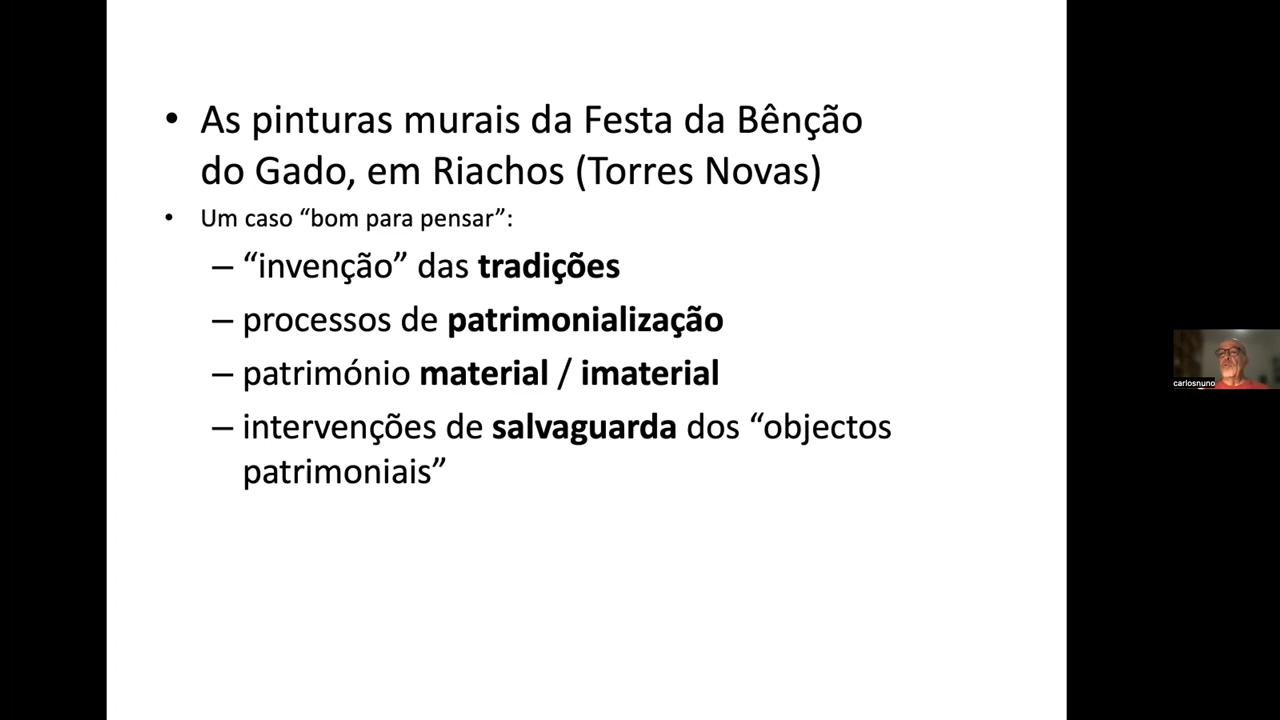 • As pinturas murais da Festa da Bênção
do Gado, em Riachos (Torres Novas)
• Um caso “bom para pensar”:
– “invenção” das tradições
– processos de patrimonialização
– património material / imaterial
– intervenções de salvaguarda dos “objectos
patrimoniais”
carlosnuno